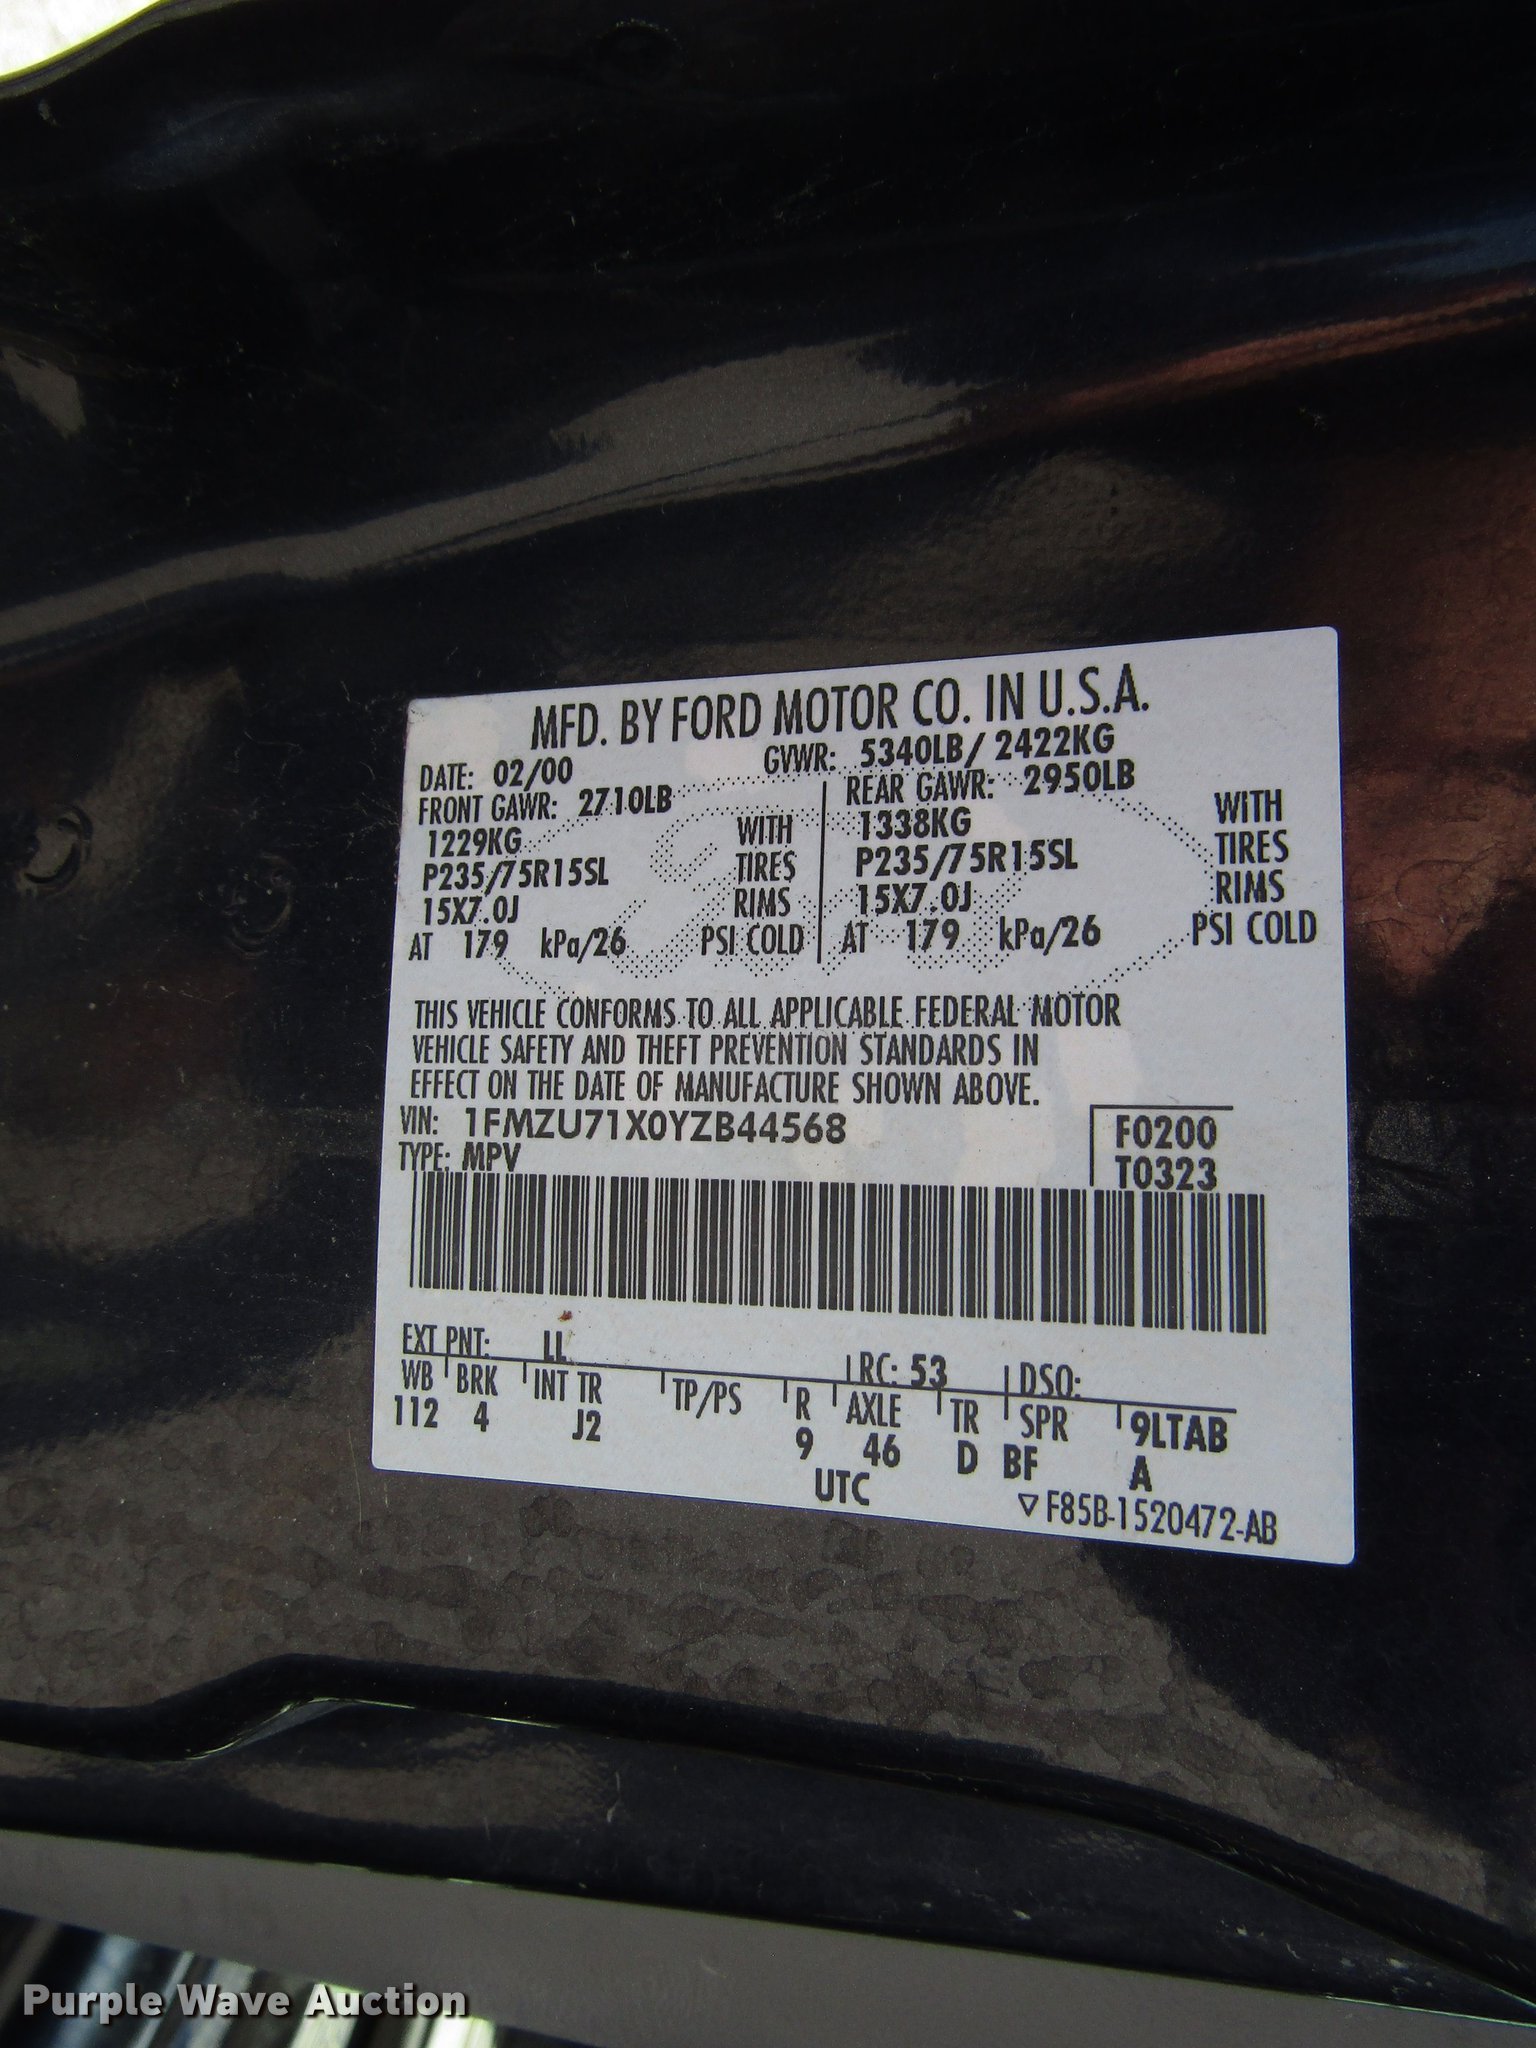 MFD. BY FORD MOTOR CO. IN U.S.A.
DATE: 02/00 GVWR: 5340LB/ 2422KG
FRONT GAWR: 2710LB REAR GAWR: 2950LB
1229KG WITH 1338KG WITH
P235/75R15SL TIRES P235/75R15SL TIRES
15X7.0J RIMS 15X7.0J RIMS
AT 179 kPa/26 PSI COLD AT 179 kPa/26 PSI COLD
THIS VEHICLE CONFORMS TO ALL APPLICABLE FEDERAL MOTOR
VEHICLE SAFETY AND THEFT PREVENTION STANDARDS IN
EFFECT ON THE DATE OF MANUFACTURE SHOWN ABOVE.
VIN: 1FMZU71X0YZB44568 F0200
TYPE: MPV T0323
EXT PNT: LL RC: 53 DSO:
WB BRK INT TR TP/PS R AXLE TR SPR 9LTAB
112 4 J2 9 46 D BF A
UTC
▽F85B-1520472-AB
Purple Wave Auction